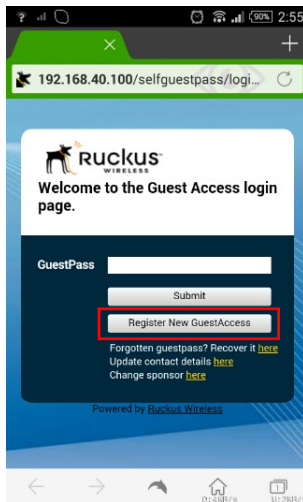 ? 90% 2:55
192.168.40.100/selfguestpass/logi...
Ruckus
WIRELESS
Welcome to the Guest Access login
page.
GuestPass
Submit
Register New GuestAccess
Forgotten guestpass? Recover it here
Update contact details here
Change sponsor here
Powered by Ruckus Wireless
1